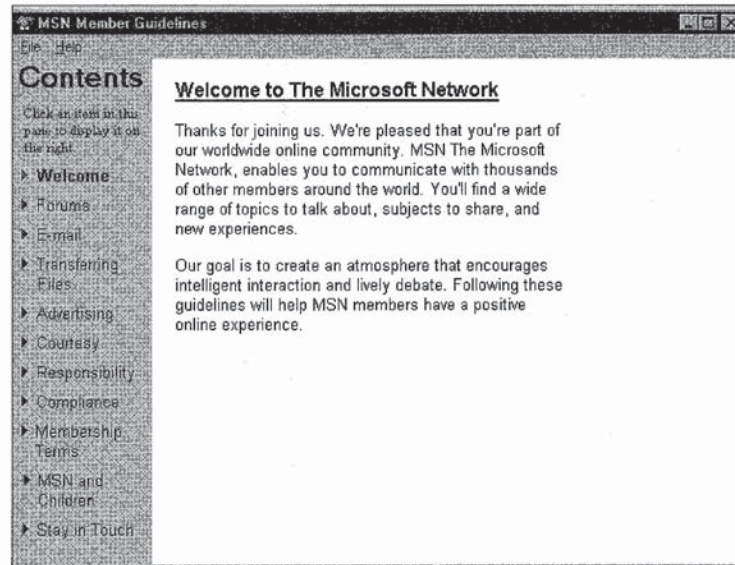 MSN Member Guidelines
File Help
Contents
Click an item in this
pane to display it on
the right.
Welcome
Forums
E-mail
Transferring
Files
Advertising
Courtesy
Responsibility
Compliance
Membership
Terms
MSN and
Children
Stay in Touch
Welcome to The Microsoft Network
Thanks for joining us. We're pleased that you're part of
our worldwide online community. MSN The Microsoft
Network, enables you to communicate with thousands
of other members around the world. You'll find a wide
range of topics to talk about, subjects to share, and
new experiences.
Our goal is to create an atmosphere that encourages
intelligent interaction and lively debate. Following these
guidelines will help MSN members have a positive
online experience.